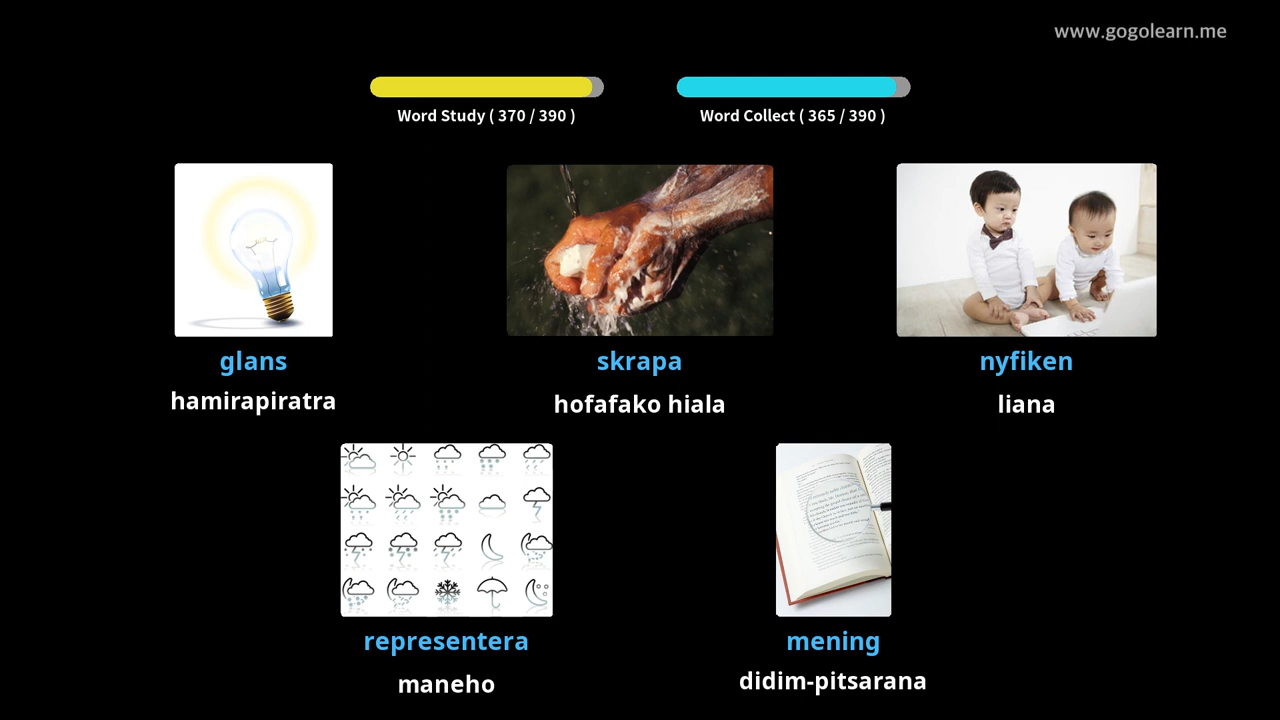 www.gogolearn.me
Word Study ( 370 / 390 )
Word Collect ( 365 / 390 )
glans
hamirapiratra
skrapa
hofafako hiala
nyfiken
liana
representera
maneho
mening
didim-pitsarana